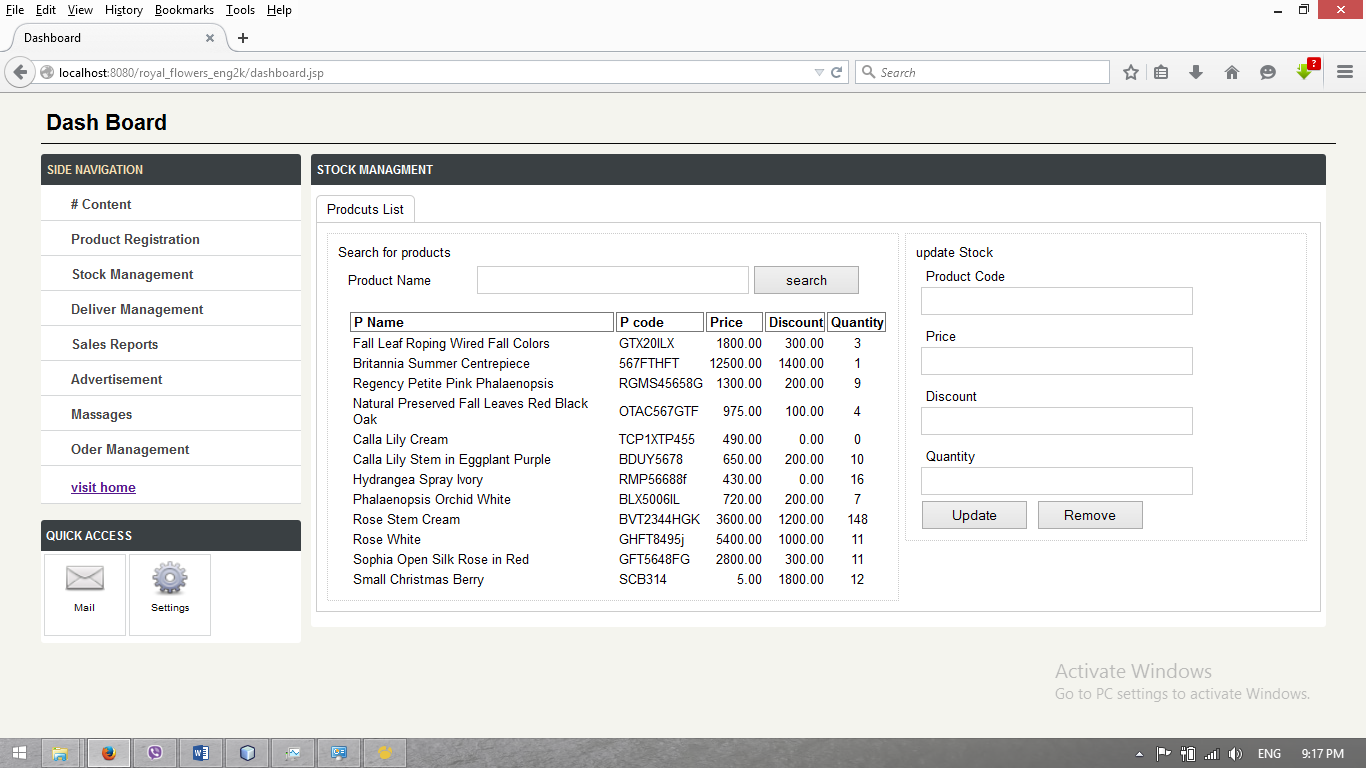 File Edit View History Bookmarks Tools Help
Dashboard
localhost:8080/royal_flowers_eng2k/dashboard.jsp
Search
?
Dash Board
SIDE NAVIGATION
# Content
Product Registration
Stock Management
Deliver Management
Sales Reports
Advertisement
Massages
Oder Management
visit home
QUICK ACCESS
Mail Settings
STOCK MANAGMENT
Prodcuts List
Search for products
Product Name search
P Name P code Price Discount Quantity
Fall Leaf Roping Wired Fall Colors GTX20ILX 1800.00 300.00 3
Britannia Summer Centrepiece 567FTHFT 12500.00 1400.00 1
Regency Petite Pink Phalaenopsis RGMS45658G 1300.00 200.00 9
Natural Preserved Fall Leaves Red Black
Oak OTAC567GTF 975.00 100.00 4
Calla Lily Cream TCP1XTP455 490.00 0.00 0
Calla Lily Stem in Eggplant Purple BDUY5678 650.00 200.00 10
Hydrangea Spray Ivory RMP56688f 430.00 0.00 16
Phalaenopsis Orchid White BLX5006IL 720.00 200.00 7
Rose Stem Cream BVT2344HGK 3600.00 1200.00 148
Rose White GHFT8495j 5400.00 1000.00 11
Sophia Open Silk Rose in Red GFT5648FG 2800.00 300.00 11
Small Christmas Berry SCB314 5.00 1800.00 12
update Stock
Product Code
Price
Discount
Quantity
Update Remove
Activate Windows
Go to PC settings to activate Windows.
ENG 9:17 PM